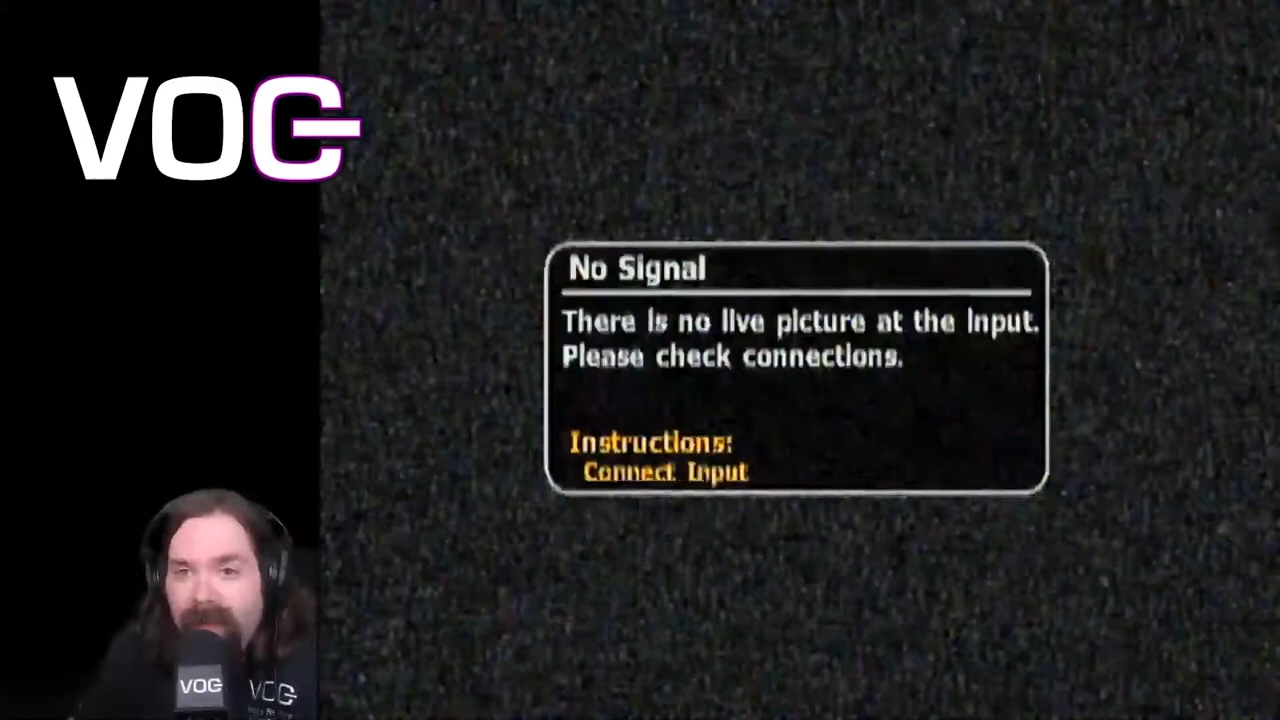 VOG
No Signal
There is no live picture at the input.
Please check connections.
Instructions:
Connect Input
VOG
VOG